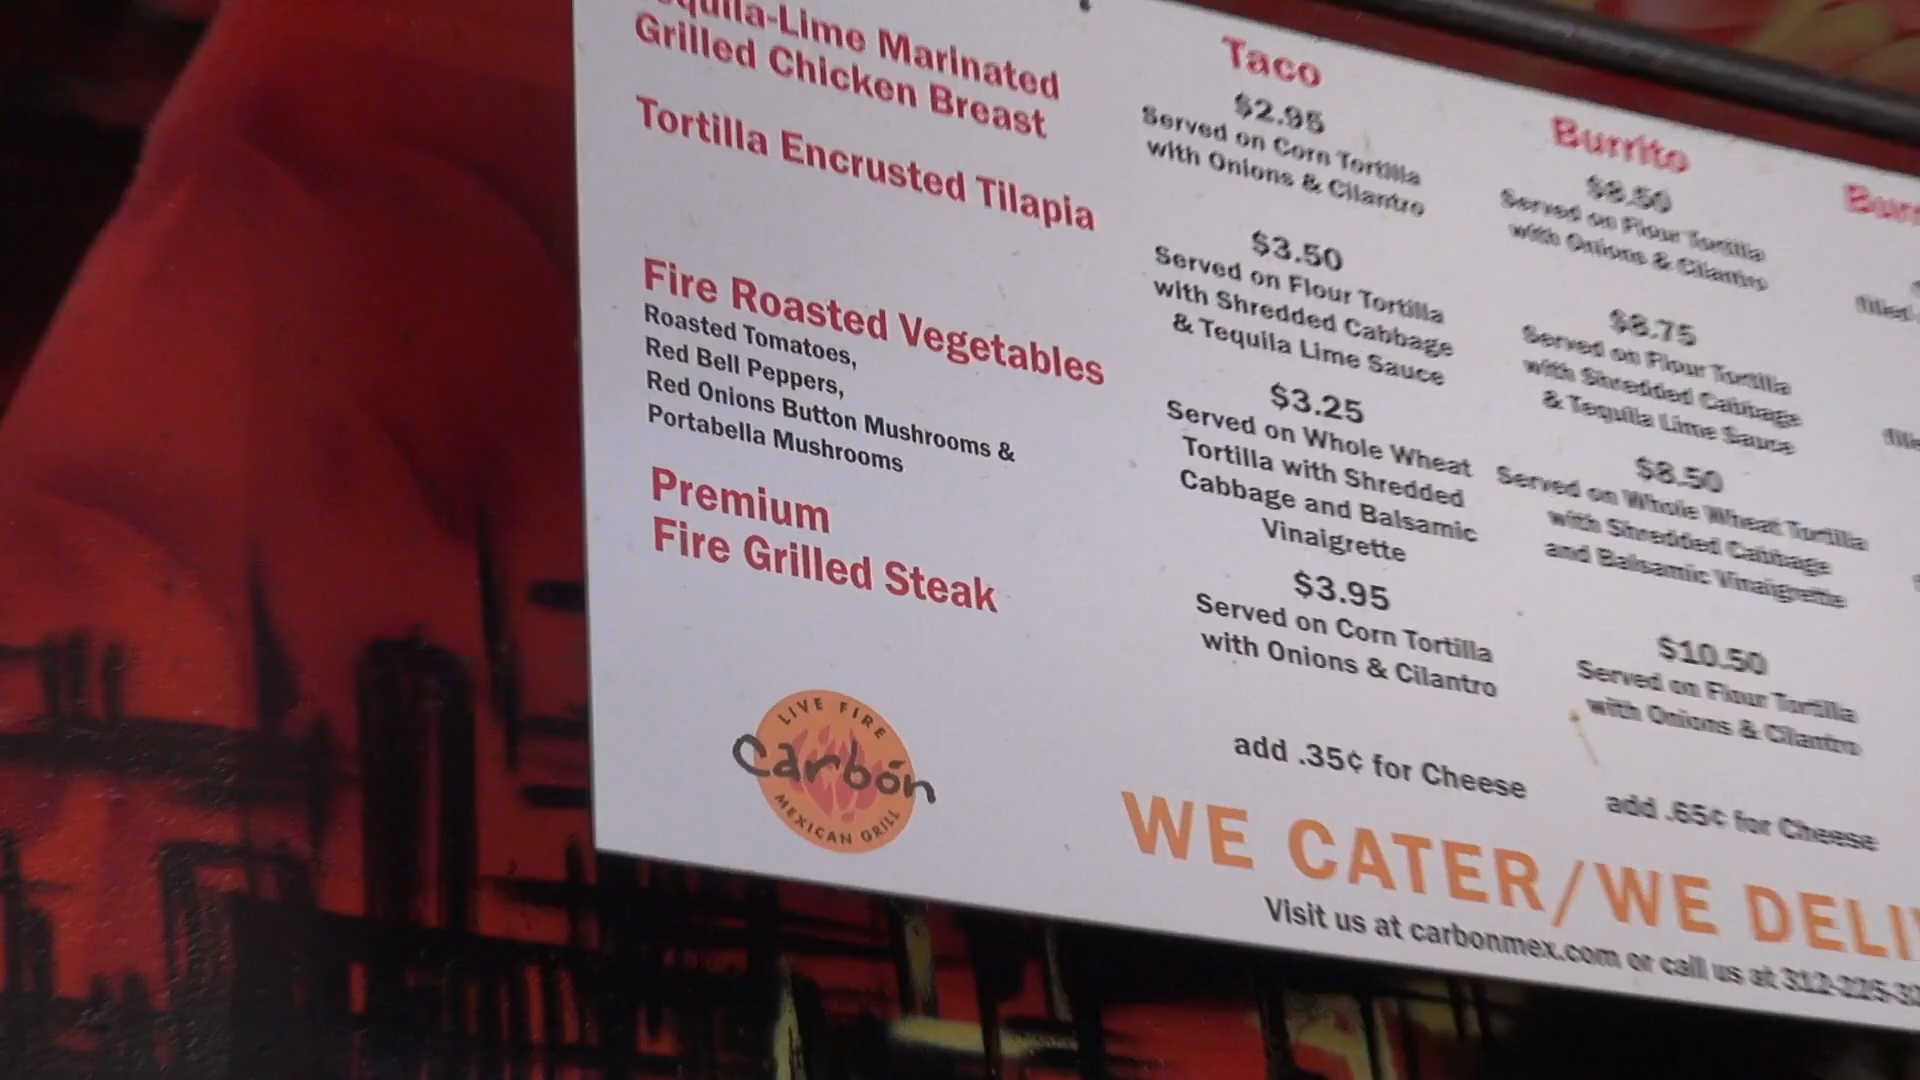 Marinated
Grilled Chicken Breast
Tortilla Encrusted Tilapia
Fire Roasted Vegetables
Roasted Tomatoes,
Red Bell Peppers,
Red Onions Button Mushrooms &
Portabella Mushrooms
Premium
Fire Grilled Steak
LIVE FIRE
carbón
MEXICAN GRILL
Taco
$2.95
Served on Corn Tortilla
with Onions & Cilantro
$3.50
Served on Flour Tortilla
with Shredded Cabbage
& Tequila Lime Sauce
$3.25
Served on Whole Wheat
Tortilla with Shredded
Cabbage and Balsamic
Vinaigrette
$3.95
Served on Corn Tortilla
with Onions & Cilantro
add .35¢ for Cheese
Burrito
$8.50
Served on Flour Tortilla
with Onions & Cilantro
$8.75
Served on Flour Tortilla
with Shredded Cabbage
& Tequila Lime Sauce
$8.50
Served on Whole Wheat Tortilla
with Shredded Cabbage
and Balsamic Vinaigrette
$10.50
Served on Flour Tortilla
with Onions & Cilantro
add .65¢ for Cheese
WE CATER/WE
Visit us at carbonmex.com or call us at